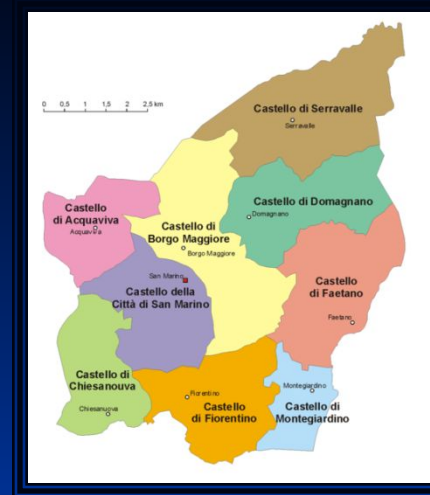 Castello di Serravalle
Serravalle
0 0,5 1 1,5 2 2,5 km
Castello
di Acquaviva
Acquaviva
Castello di Domagnano
Domagnano
Castello di
Borgo Maggiore
Borgo Maggiore
San Marino
Castello della
Città di San Marino
Castello
di Faetano
Faetano
Castello di
Chiesanouva
Chiesanuova
Fiorentino
Castello
di Fiorentino
Montegiardino
Castello di
Montegiardino